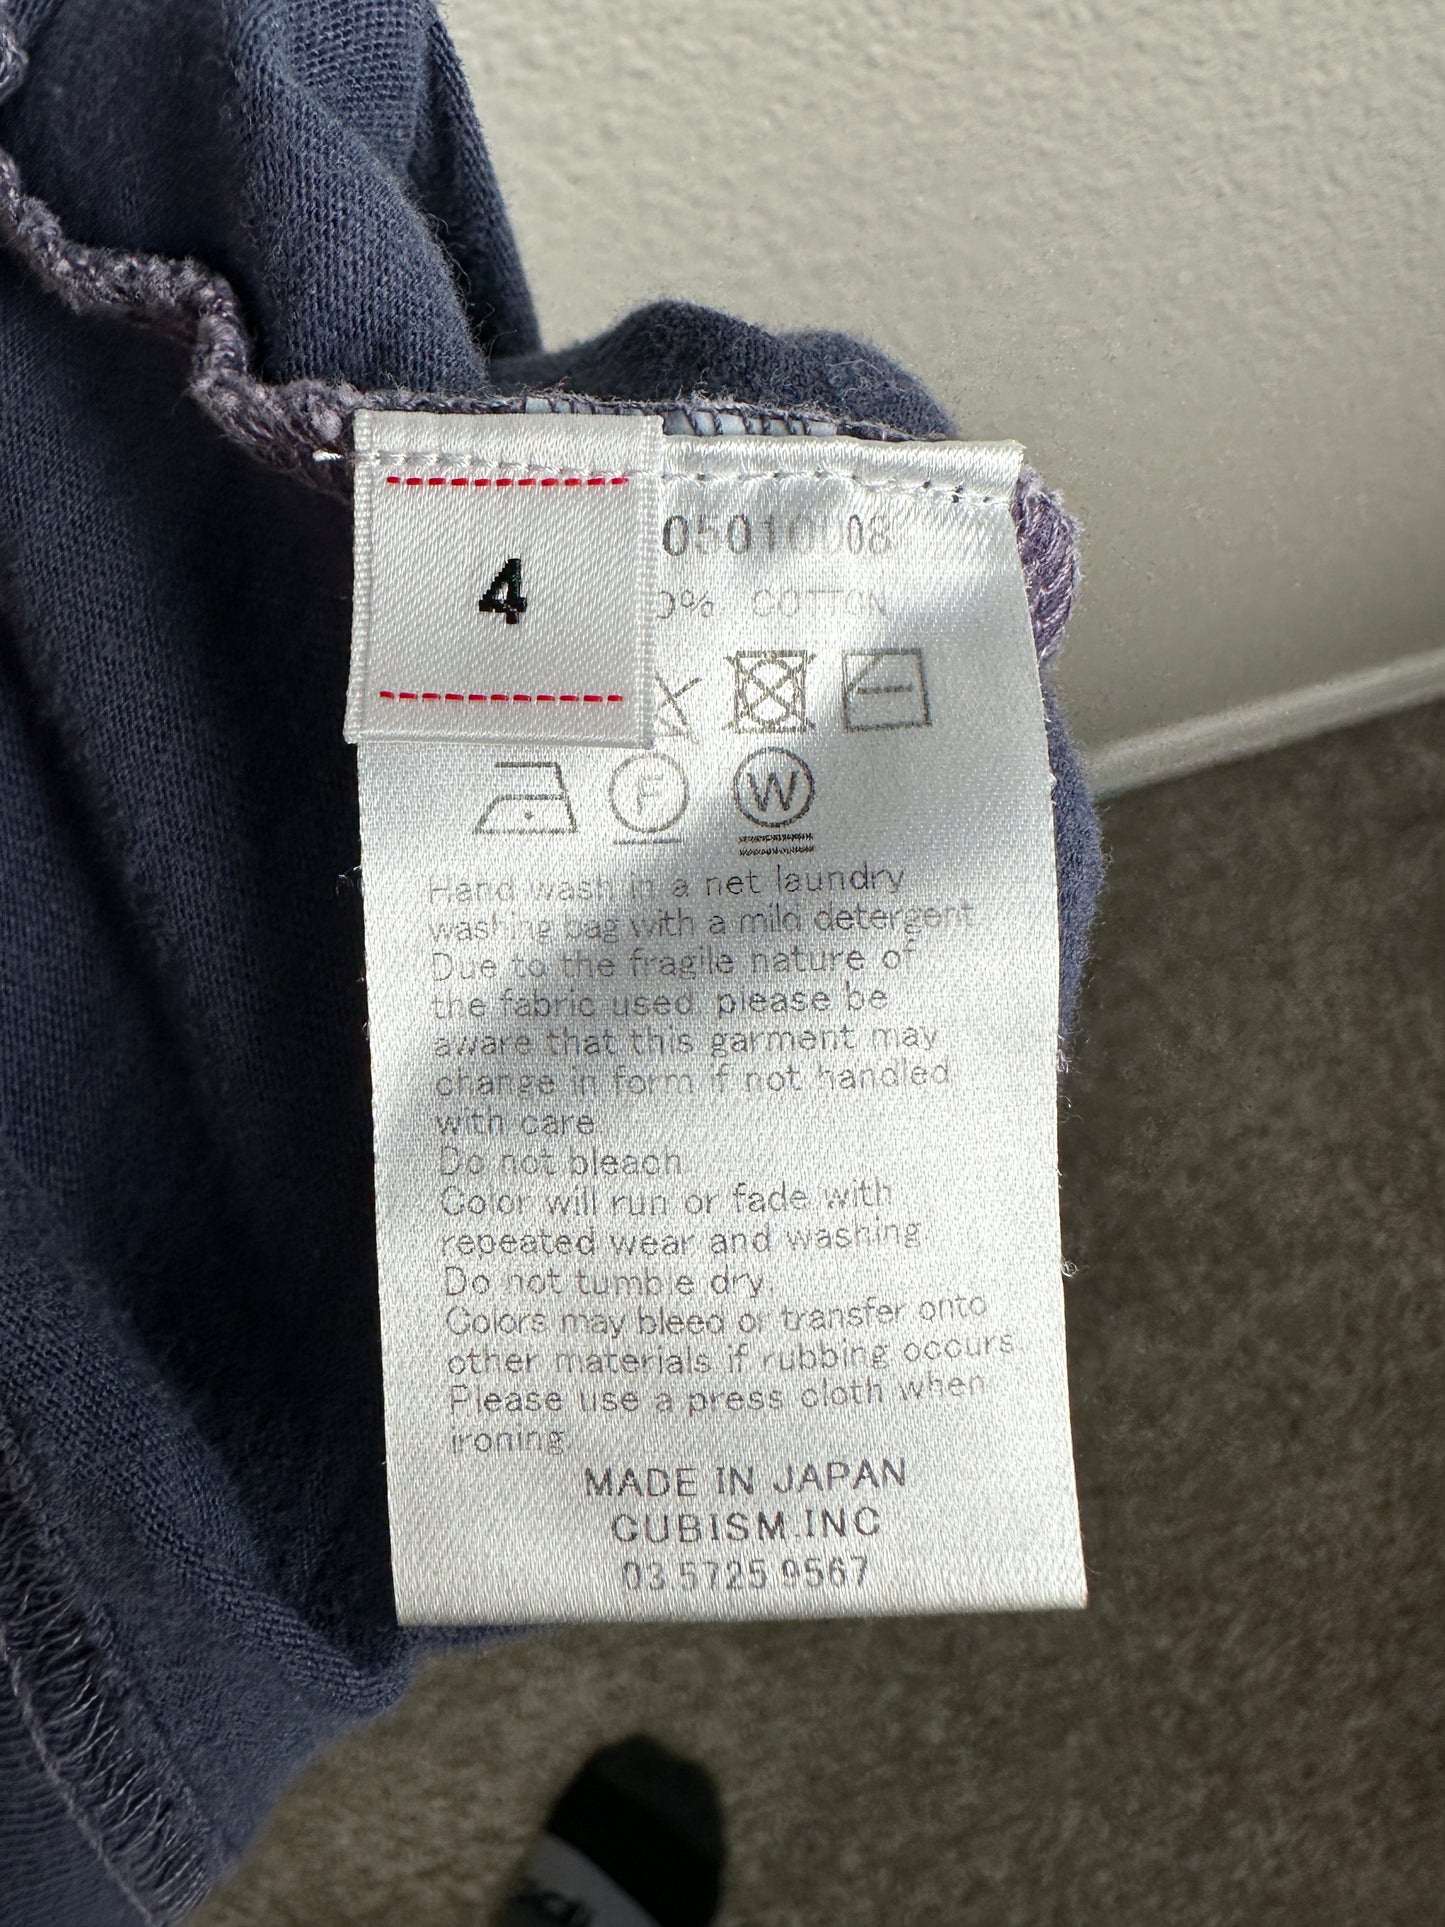 4
0% COTTON
F
W
Hand wash in a net laundry
washing bag with a mild detergent
Due to the fragile nature of
the fabric used please be
aware that this garment may
change in form if not handled
with care.
Do not bleach.
Color will run or fade with
repeated wear and washing.
Do not tumble dry.
Colors may bleed or transfer onto
other materials if rubbing occurs.
Please use a press cloth when
ironing.
MADE IN JAPAN
CUBISM.INC
03 5725 9567